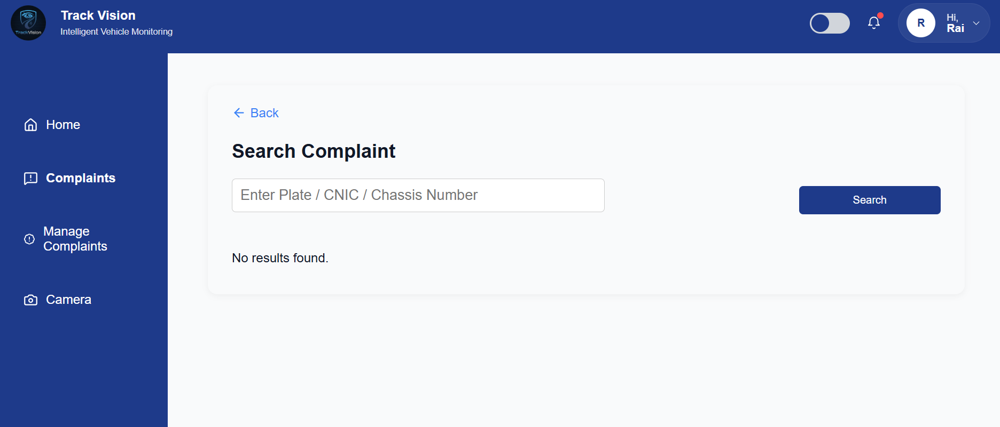 TrackVision
Track Vision
Intelligent Vehicle Monitoring
R
Hi,
Rai
Home
Complaints
Manage
Complaints
Camera
Back
Search Complaint
Enter Plate / CNIC / Chassis Number
Search
No results found.